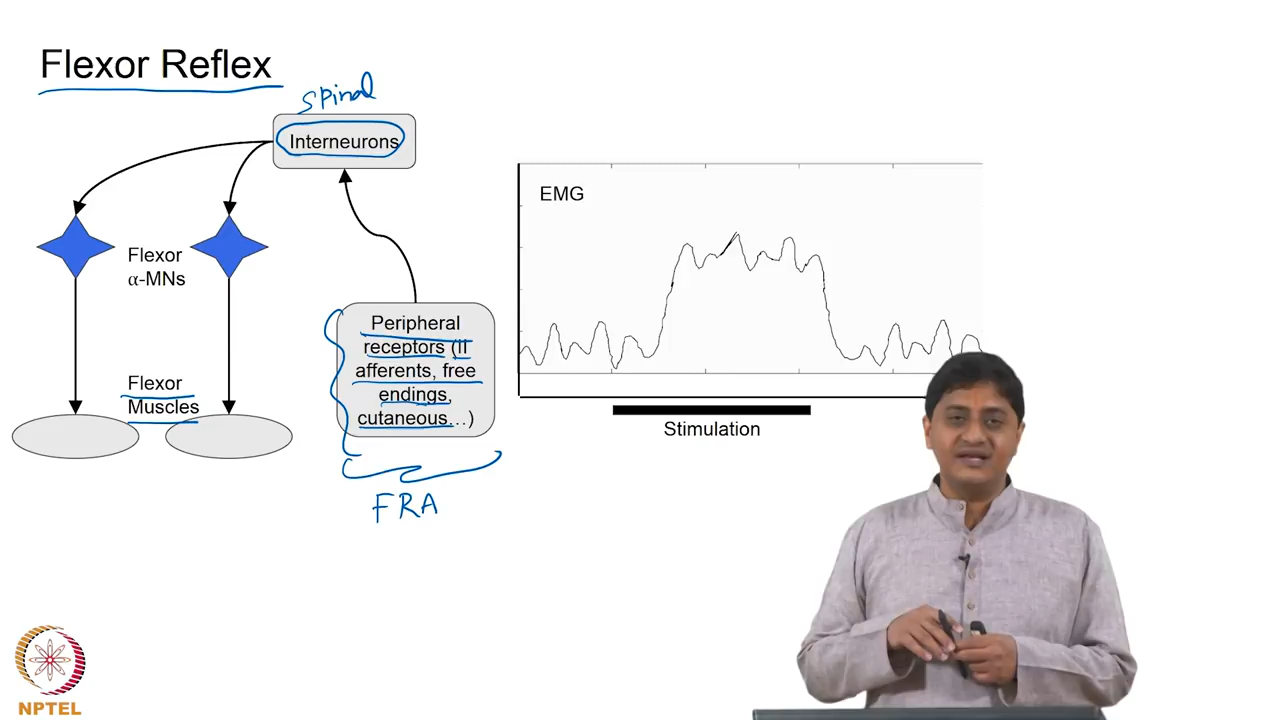 Flexor Reflex
spinal
Interneurons
Flexor
α-MNs
Flexor
Muscles
Peripheral
receptors (II
afferents, free
endings,
cutaneous...)
FRA
EMG
Stimulation
NPTEL